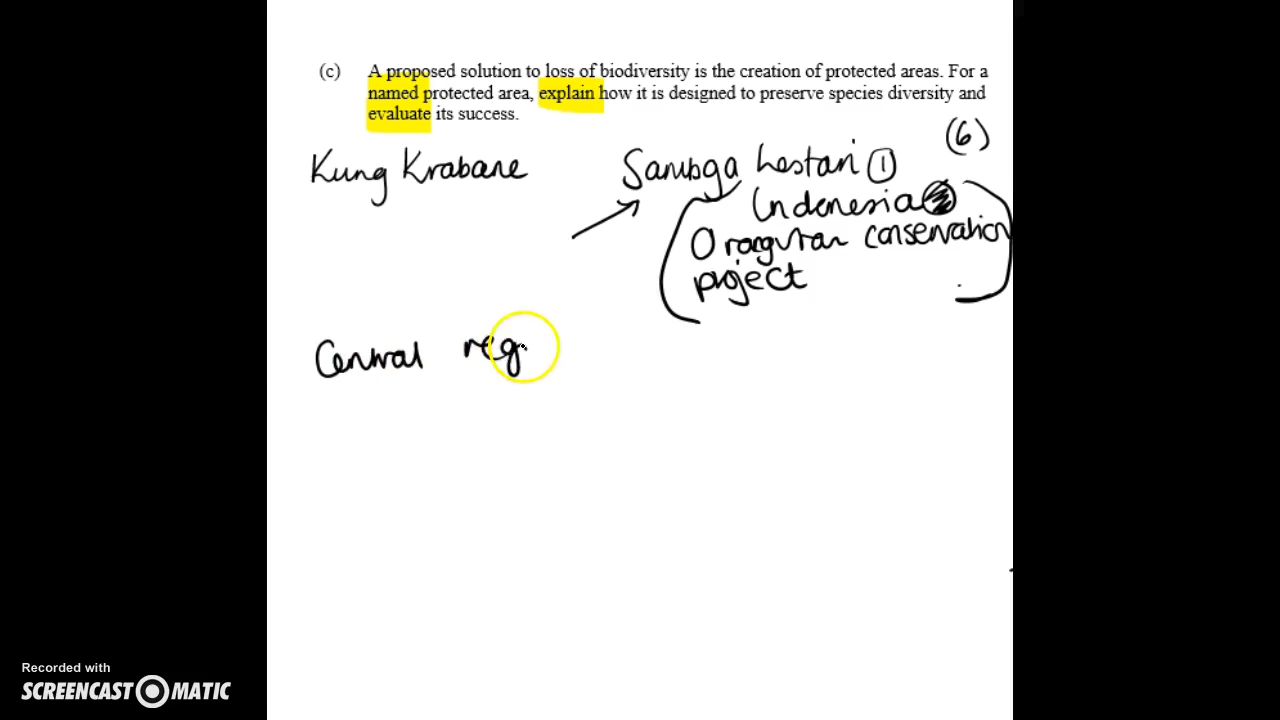 (c) A proposed solution to loss of biodiversity is the creation of protected areas. For a
named protected area, explain how it is designed to preserve species diversity and
evaluate its success.
(6)
Kung Krabane
Sambga Lestari 1
Indonesia
Orangutan conservation
project
Central reg
Recorded with
SCREENCAST MATIC